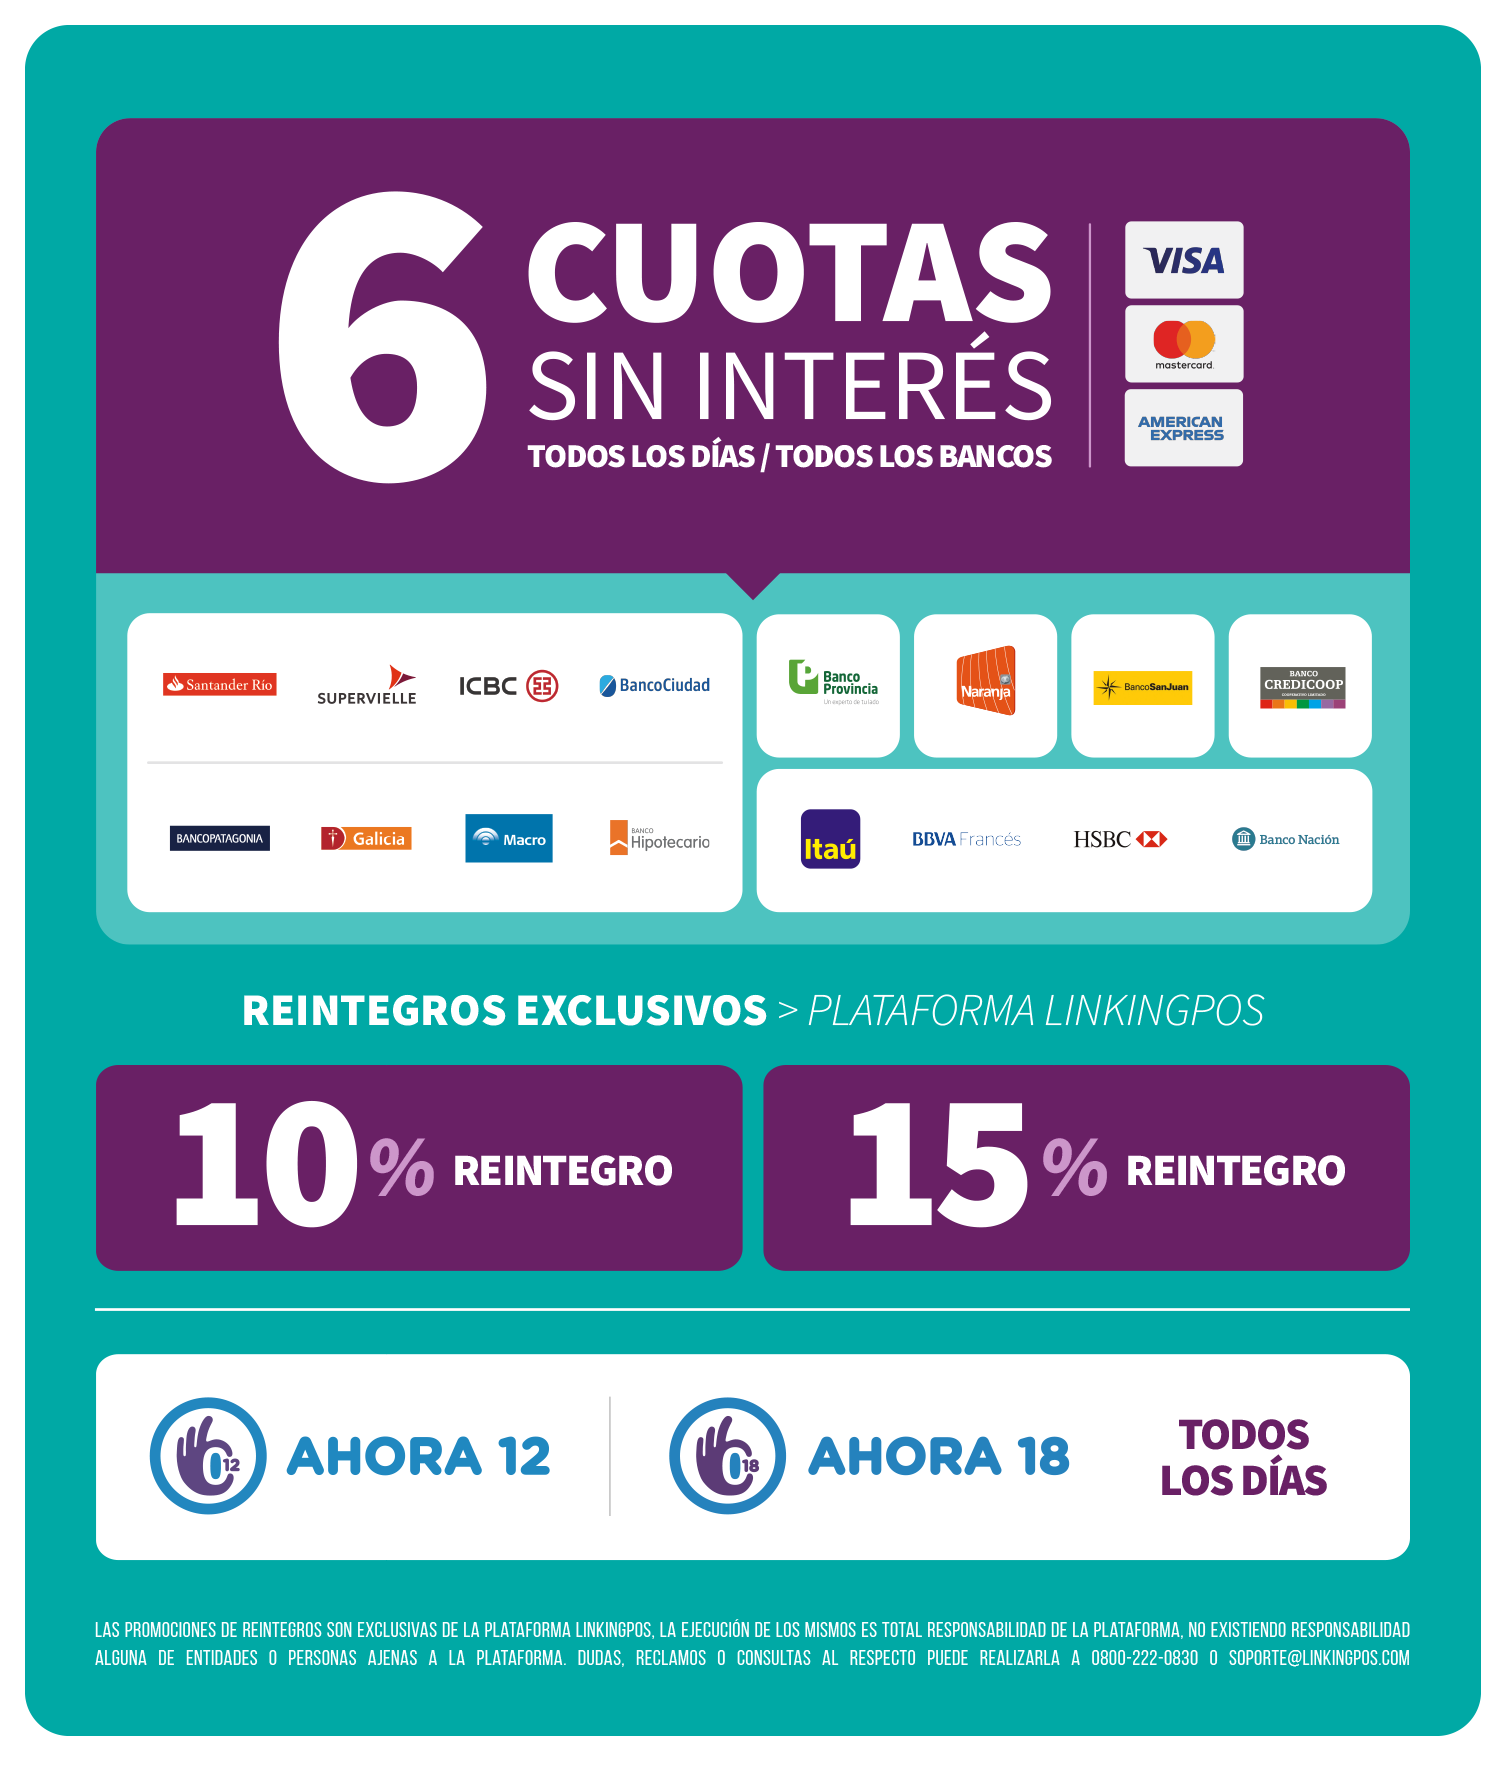 6
CUOTAS
SIN INTERÉS
TODOS LOS DÍAS / TODOS LOS BANCOS
VISA
mastercard.
AMERICAN
EXPRESS
Santander Río
SUPERVIELLE
ICBC
BancoCiudad
Banco
Provincia
Un experto de tu lado
Naranja
BancoSanJuan
BANCO
CREDICOOP
COOPERATIVO LIMITADO
BANCOPATAGONIA
Galicia
Macro
BANCO
Hipotecario
Itaú
BBVA Francés
HSBC
Banco Nación
REINTEGROS EXCLUSIVOS > PLATAFORMA LINKINGPOS
10% REINTEGRO
15% REINTEGRO
12
AHORA 12
18
AHORA 18
TODOS
LOS DÍAS
LAS PROMOCIONES DE REINTEGROS SON EXCLUSIVAS DE LA PLATAFORMA LINKINGPOS, LA EJECUCIÓN DE LOS MISMOS ES TOTAL RESPONSABILIDAD DE LA PLATAFORMA, NO EXISTIENDO RESPONSABILIDAD
ALGUNA DE ENTIDADES O PERSONAS AJENAS A LA PLATAFORMA. DUDAS, RECLAMOS O CONSULTAS AL RESPECTO PUEDE REALIZARLA A 0800-222-0830 O SOPORTE@LINKINGPOS.COM